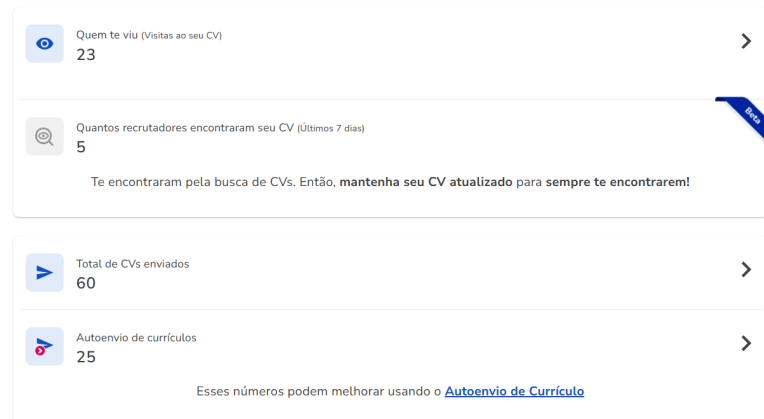 Quem te viu (Visitas ao seu CV)
23
Beta
Quantos recrutadores encontraram seu CV (Últimos 7 dias)
5
Te encontraram pela busca de CVs. Então, mantenha seu CV atualizado para sempre te encontrarem!
Total de CVs enviados
60
Autoenvio de currículos
25
Esses números podem melhorar usando o Autoenvio de Currículo